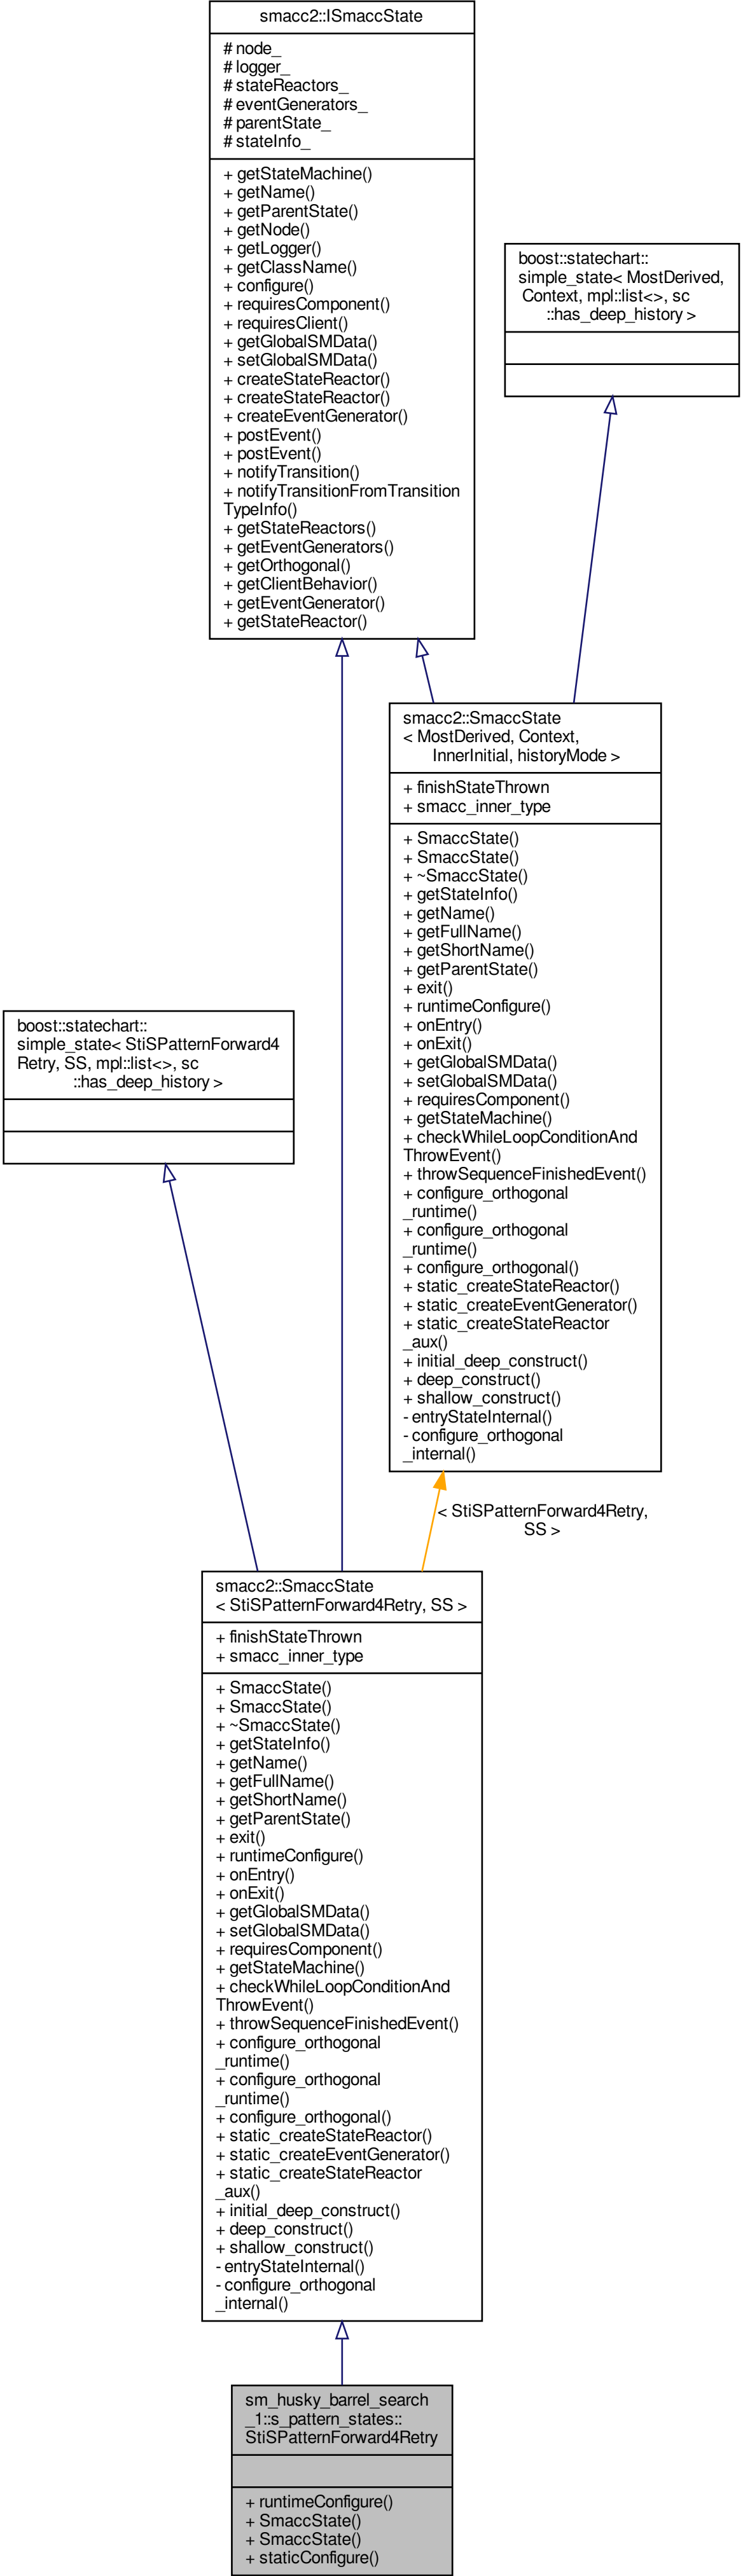 smacc2::ISmaccState
# node_
# logger_
# stateReactors_
# eventGenerators_
# parentState_
# stateInfo_
+ getStateMachine()
+ getName()
+ getParentState()
+ getNode()
+ getLogger()
+ getClassName()
+ configure()
+ requiresComponent()
+ requiresClient()
+ getGlobalSMData()
+ setGlobalSMData()
+ createStateReactor()
+ createStateReactor()
+ createEventGenerator()
+ postEvent()
+ postEvent()
+ notifyTransition()
+ notifyTransitionFromTransition
TypeInfo()
+ getStateReactors()
+ getEventGenerators()
+ getOrthogonal()
+ getClientBehavior()
+ getEventGenerator()
+ getStateReactor()
boost::statechart::
simple_state< MostDerived,
Context, mpl::list<>, sc
::has_deep_history >
smacc2::SmaccState
< MostDerived, Context,
InnerInitial, historyMode >
+ finishStateThrown
+ smacc_inner_type
+ SmaccState()
+ SmaccState()
+ ~SmaccState()
+ getStateInfo()
+ getName()
+ getFullName()
+ getShortName()
+ getParentState()
+ exit()
+ runtimeConfigure()
+ onEntry()
+ onExit()
+ getGlobalSMData()
+ setGlobalSMData()
+ requiresComponent()
+ getStateMachine()
+ checkWhileLoopConditionAnd
ThrowEvent()
+ throwSequenceFinishedEvent()
+ configure_orthogonal
_runtime()
+ configure_orthogonal
_runtime()
+ configure_orthogonal()
+ static_createStateReactor()
+ static_createEventGenerator()
+ static_createStateReactor
_aux()
+ initial_deep_construct()
+ deep_construct()
+ shallow_construct()
- entryStateInternal()
- configure_orthogonal
_internal()
boost::statechart::
simple_state< StiSPatternForward4
Retry, SS, mpl::list<>, sc
::has_deep_history >
< StiSPatternForward4Retry,
SS >
smacc2::SmaccState
< StiSPatternForward4Retry, SS >
+ finishStateThrown
+ smacc_inner_type
+ SmaccState()
+ SmaccState()
+ ~SmaccState()
+ getStateInfo()
+ getName()
+ getFullName()
+ getShortName()
+ getParentState()
+ exit()
+ runtimeConfigure()
+ onEntry()
+ onExit()
+ getGlobalSMData()
+ setGlobalSMData()
+ requiresComponent()
+ getStateMachine()
+ checkWhileLoopConditionAnd
ThrowEvent()
+ throwSequenceFinishedEvent()
+ configure_orthogonal
_runtime()
+ configure_orthogonal
_runtime()
+ configure_orthogonal()
+ static_createStateReactor()
+ static_createEventGenerator()
+ static_createStateReactor
_aux()
+ initial_deep_construct()
+ deep_construct()
+ shallow_construct()
- entryStateInternal()
- configure_orthogonal
_internal()
sm_husky_barrel_search
_1::s_pattern_states::
StiSPatternForward4Retry
+ runtimeConfigure()
+ SmaccState()
+ SmaccState()
+ staticConfigure()